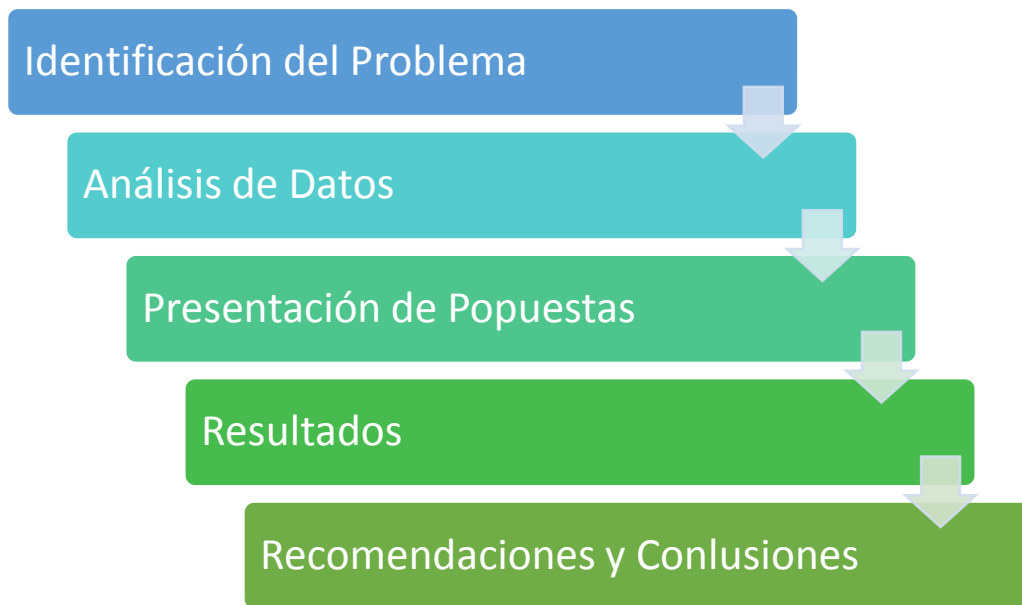 Identificación del Problema
Análisis de Datos
Presentación de Popuestas
Resultados
Recomendaciones y Conlusiones